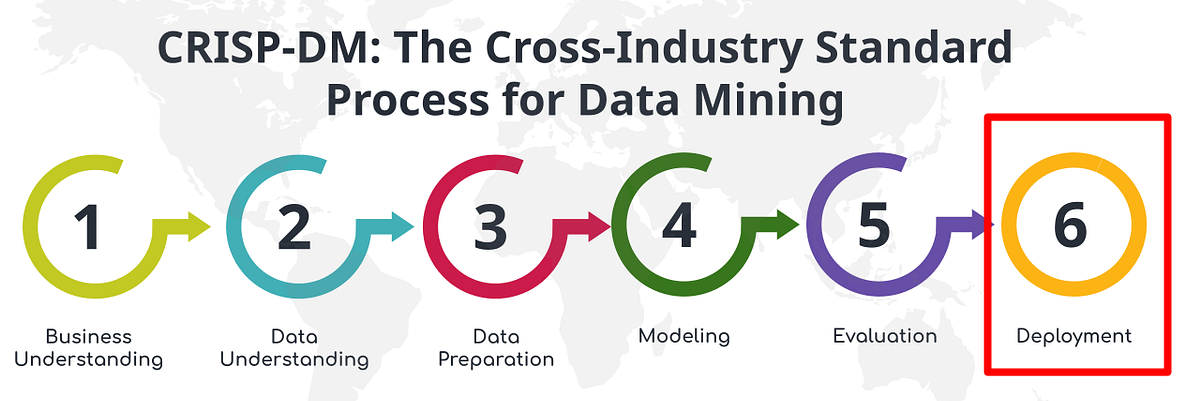 CRISP-DM: The Cross-Industry Standard
Process for Data Mining
1
2
3
4
5
6
Business
Understanding
Data
Understanding
Data
Preparation
Modeling
Evaluation
Deployment